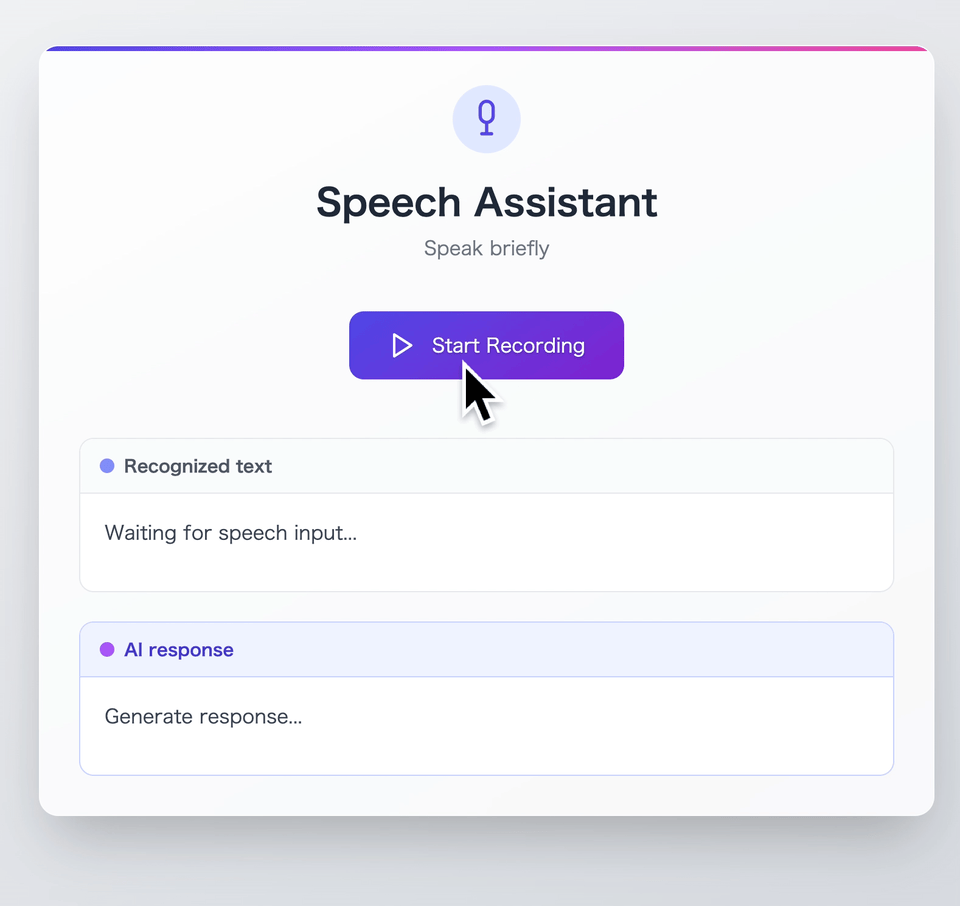 Speech Assistant
Speak briefly
Start Recording
Recognized text
Waiting for speech input...
AI response
Generate response...